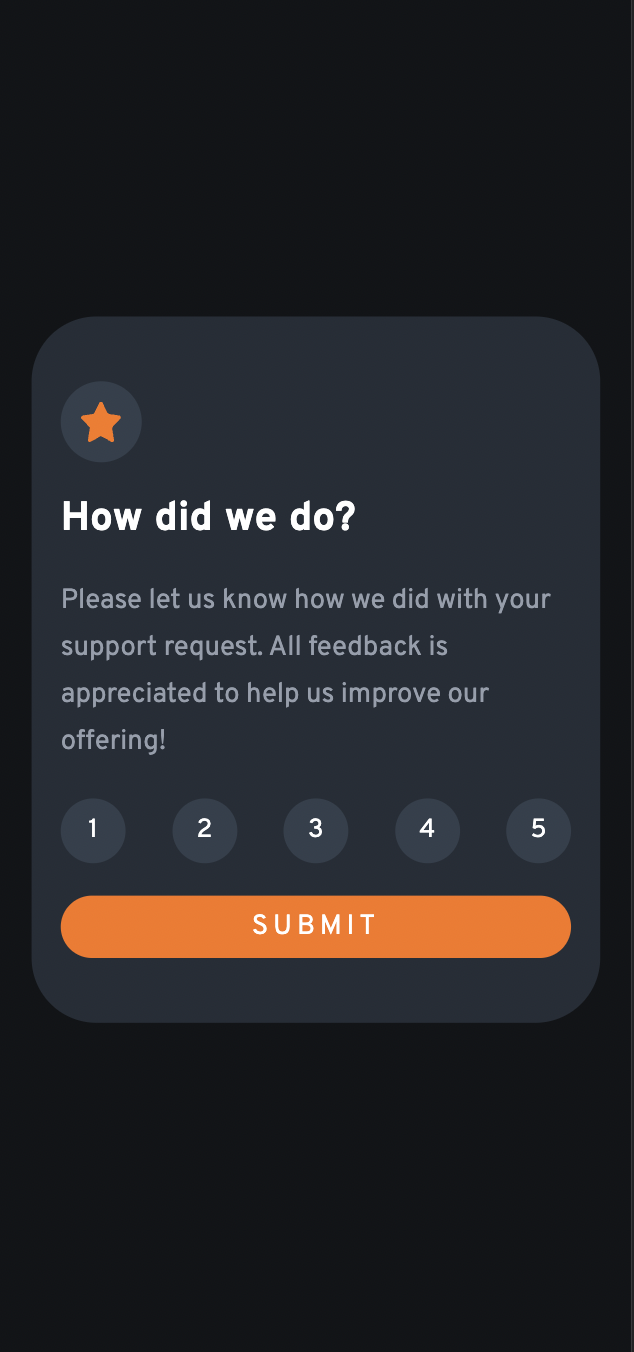 How did we do?
Please let us know how we did with your
support request. All feedback is
appreciated to help us improve our
offering!
1 2 3 4 5
SUBMIT